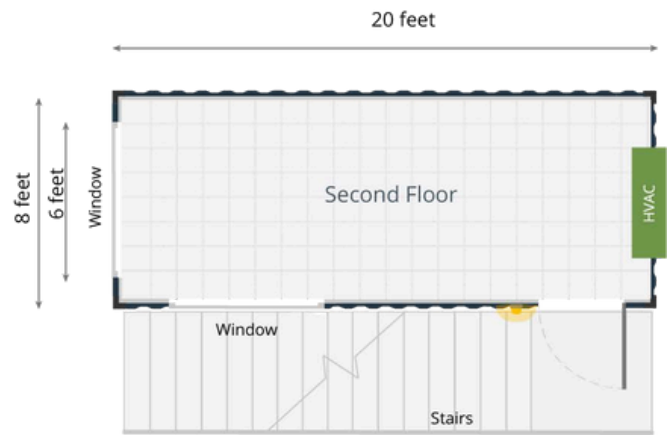 20 feet
8 feet
6 feet
Window
Second Floor
HVAC
Window
Stairs